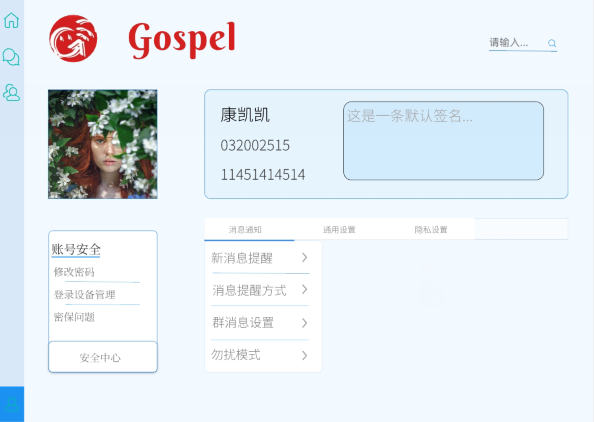 Gospel
请输入...
康凯凯
032002515
11451414514
这是一条默认签名...
消息通知
通用设置
隐私设置
账号安全
修改密码
登录设备管理
密保问题
安全中心
新消息提醒
消息提醒方式
群消息设置
勿扰模式